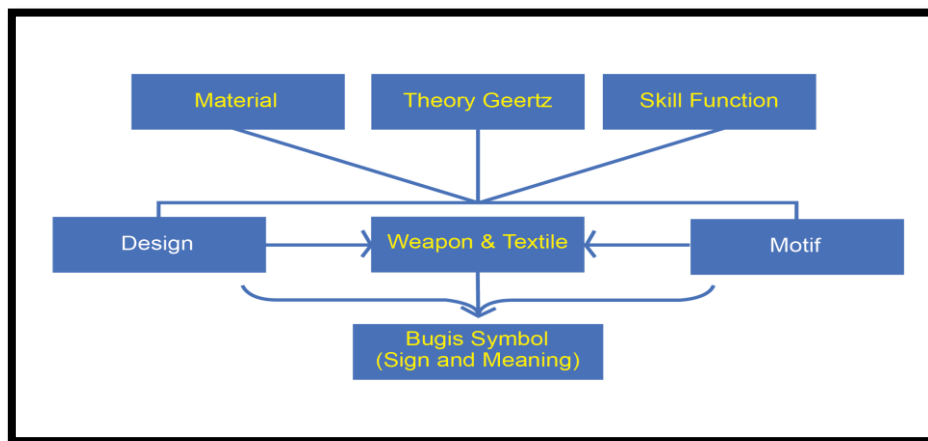 Material
Theory Geertz
Skill Function
Design
Weapon & Textile
Motif
Bugis Symbol
(Sign and Meaning)